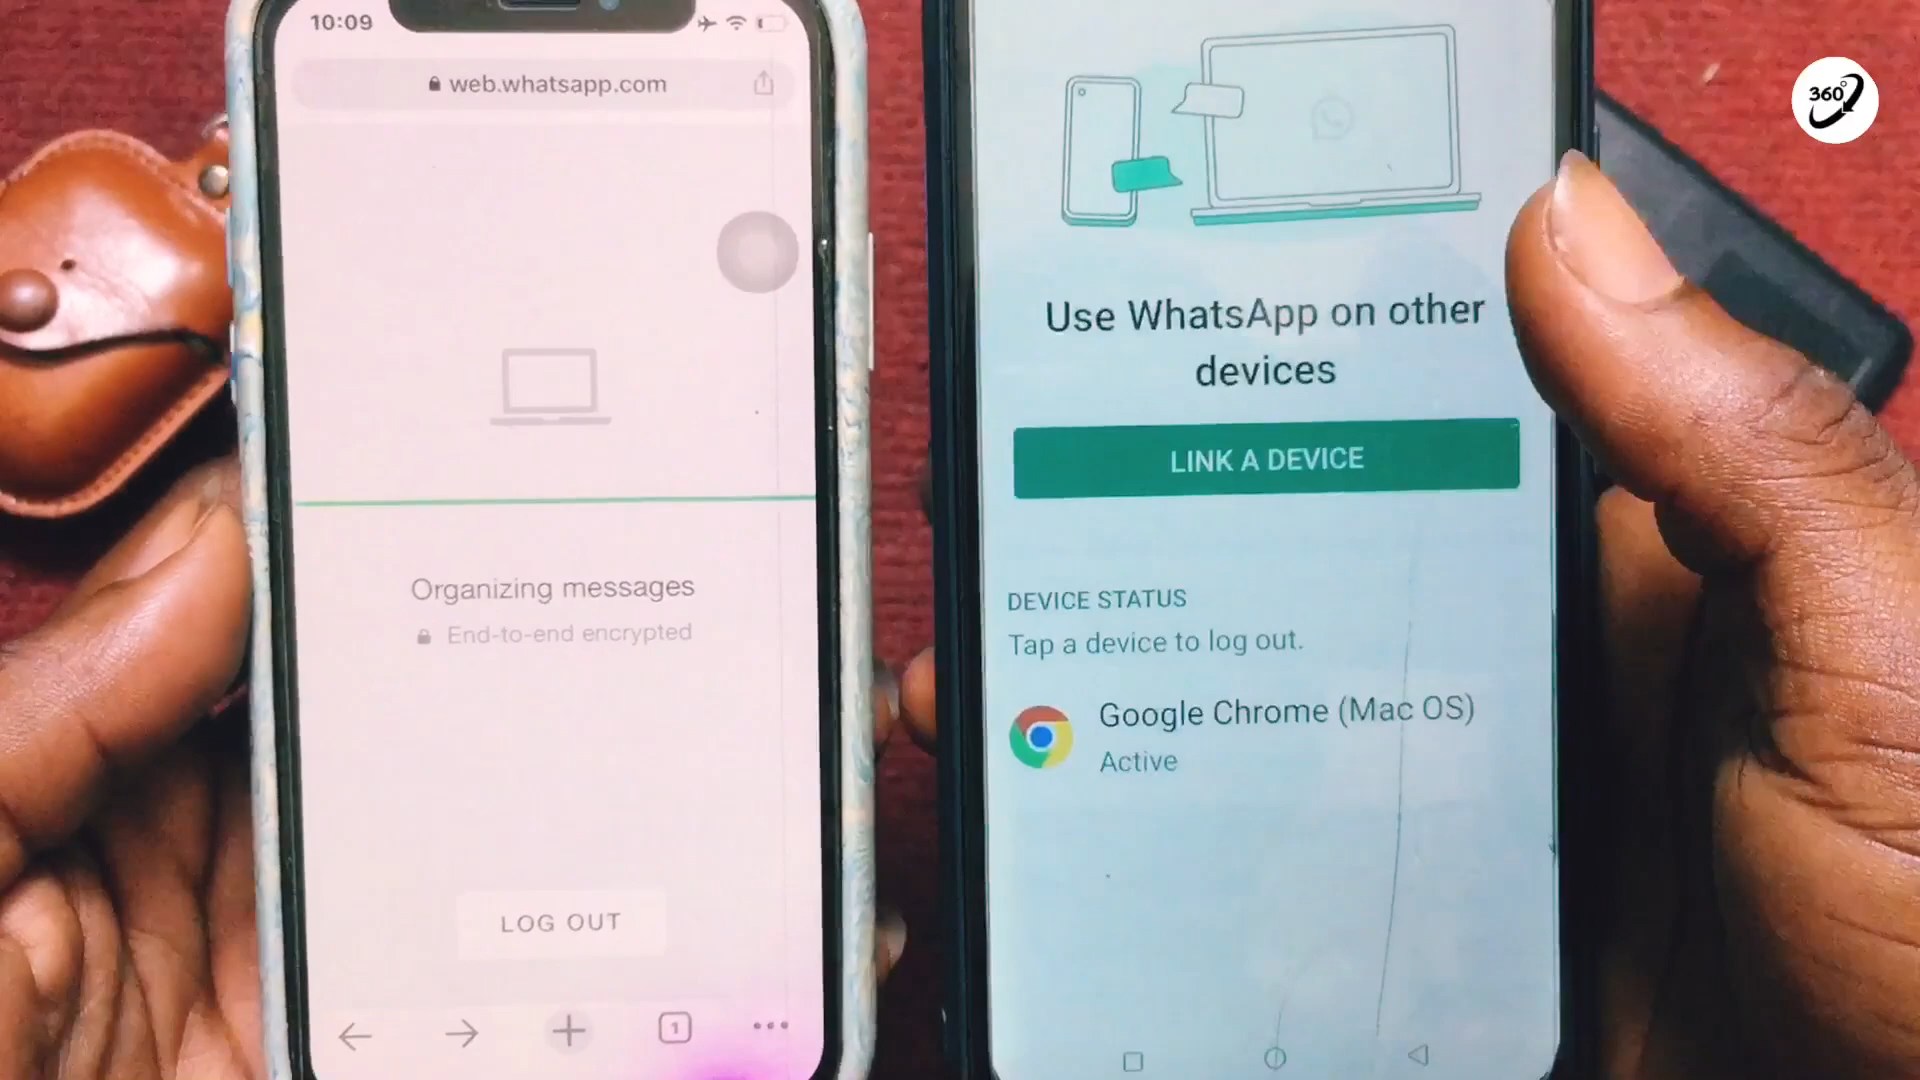 10:09
web.whatsapp.com
Organizing messages
End-to-end encrypted
LOG OUT
1
Use WhatsApp on other
devices
LINK A DEVICE
DEVICE STATUS
Tap a device to log out.
Google Chrome (Mac OS)
Active
360°